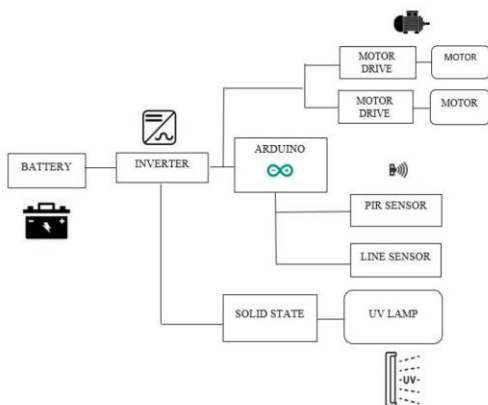 MOTOR
DRIVE
MOTOR
MOTOR
DRIVE
MOTOR
BATTERY
INVERTER
ARDUINO
PIR SENSOR
LINE SENSOR
SOLID STATE
UV LAMP
UV